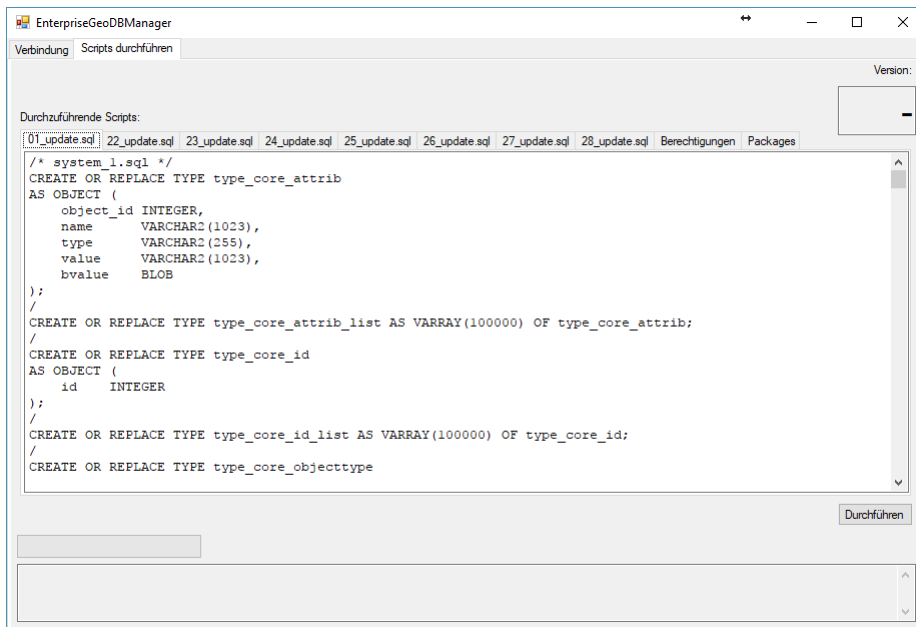 EnterpriseGeoDBManager
Verbindung Scripts durchführen
Version:
-
Durchzuführende Scripts:
01_update.sql 22_update.sql 23_update.sql 24_update.sql 25_update.sql 26_update.sql 27_update.sql 28_update.sql Berechtigungen Packages
/* system_1.sql */
CREATE OR REPLACE TYPE type_core_attrib
AS OBJECT (
    object_id INTEGER,
    name      VARCHAR2(1023),
    type      VARCHAR2(255),
    value     VARCHAR2(1023),
    bvalue    BLOB
);
/
CREATE OR REPLACE TYPE type_core_attrib_list AS VARRAY(100000) OF type_core_attrib;
/
CREATE OR REPLACE TYPE type_core_id
AS OBJECT (
    id    INTEGER
);
/
CREATE OR REPLACE TYPE type_core_id_list AS VARRAY(100000) OF type_core_id;
/
CREATE OR REPLACE TYPE type_core_objecttype
Durchführen